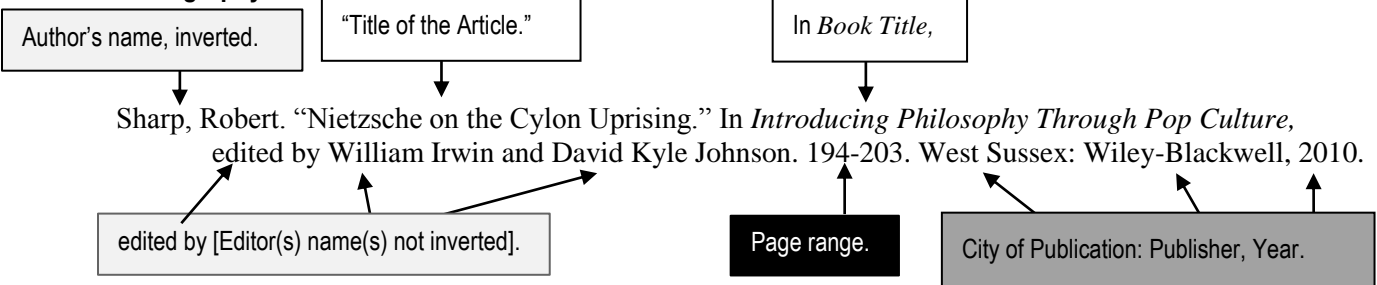 Author’s name, inverted.
“Title of the Article.”
In Book Title,
Sharp, Robert. “Nietzsche on the Cylon Uprising.” In Introducing Philosophy Through Pop Culture,
edited by William Irwin and David Kyle Johnson. 194-203. West Sussex: Wiley-Blackwell, 2010.
edited by [Editor(s) name(s) not inverted].
Page range.
City of Publication: Publisher, Year.